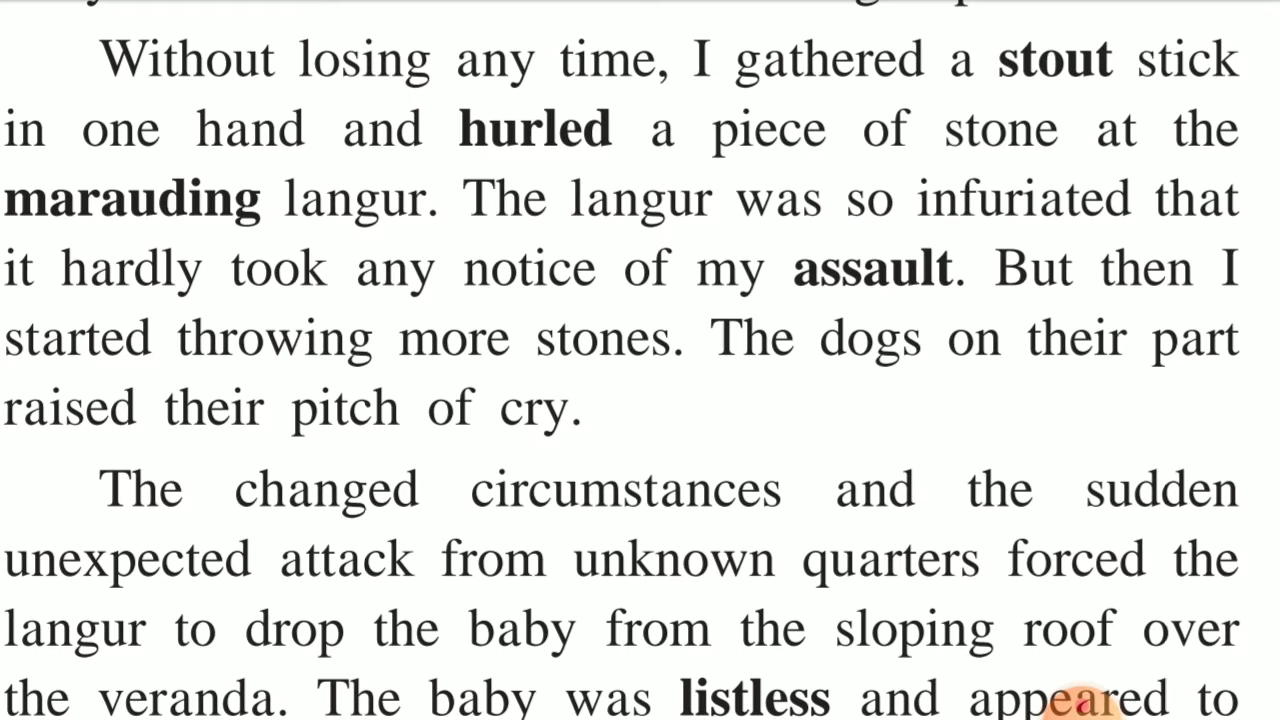 Without losing any time, I gathered a stout stick
in one hand and hurled a piece of stone at the
marauding langur. The langur was so infuriated that
it hardly took any notice of my assault. But then I
started throwing more stones. The dogs on their part
raised their pitch of cry.
The changed circumstances and the sudden
unexpected attack from unknown quarters forced the
langur to drop the baby from the sloping roof over
the veranda. The baby was listless and appeared to